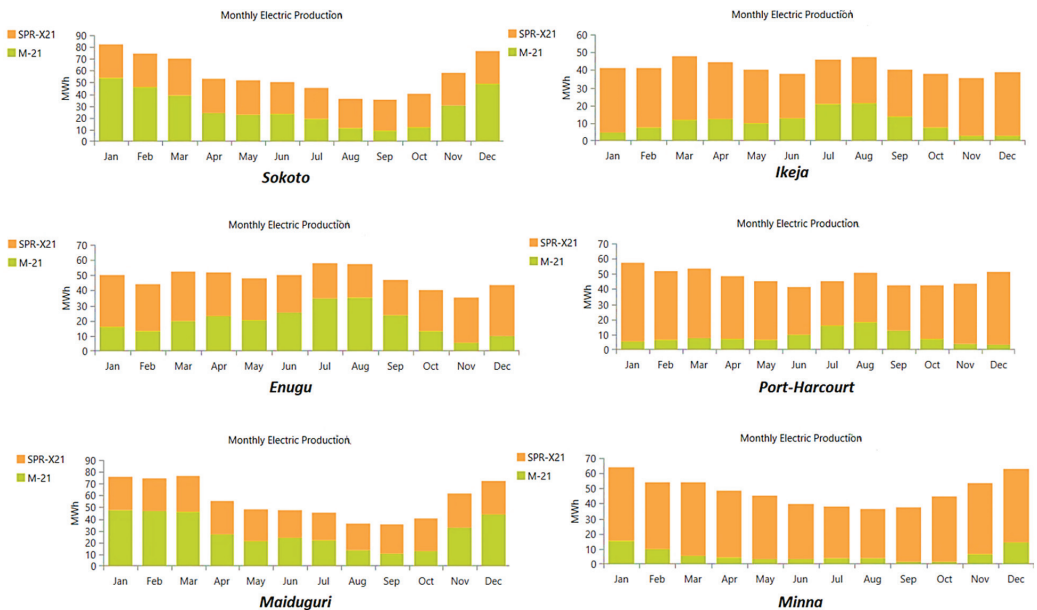 Monthly Electric Production
SPR-X21
M-21
MWh
90
80
70
60
50
40
30
20
10
0
Jan Feb Mar Apr May Jun Jul Aug Sep Oct Nov Dec
Sokoto
Monthly Electric Production
SPR-X21
M-21
MWh
60
50
40
30
20
10
0
Jan Feb Mar Apr May Jun Jul Aug Sep Oct Nov Dec
Ikeja
Monthly Electric Production
SPR-X21
M-21
MWh
70
60
50
40
30
20
10
0
Jan Feb Mar Apr May Jun Jul Aug Sep Oct Nov Dec
Enugu
Monthly Electric Production
SPR-X21
M-21
MWh
70
60
50
40
30
20
10
0
Jan Feb Mar Apr May Jun Jul Aug Sep Oct Nov Dec
Port-Harcourt
Monthly Electric Production
SPR-X21
M-21
MWh
90
80
70
60
50
40
30
20
10
0
Jan Feb Mar Apr May Jun Jul Aug Sep Oct Nov Dec
Maiduguri
Monthly Electric Production
SPR-X21
M-21
MWh
70
60
50
40
30
20
10
0
Jan Feb Mar Apr May Jun Jul Aug Sep Oct Nov Dec
Minna